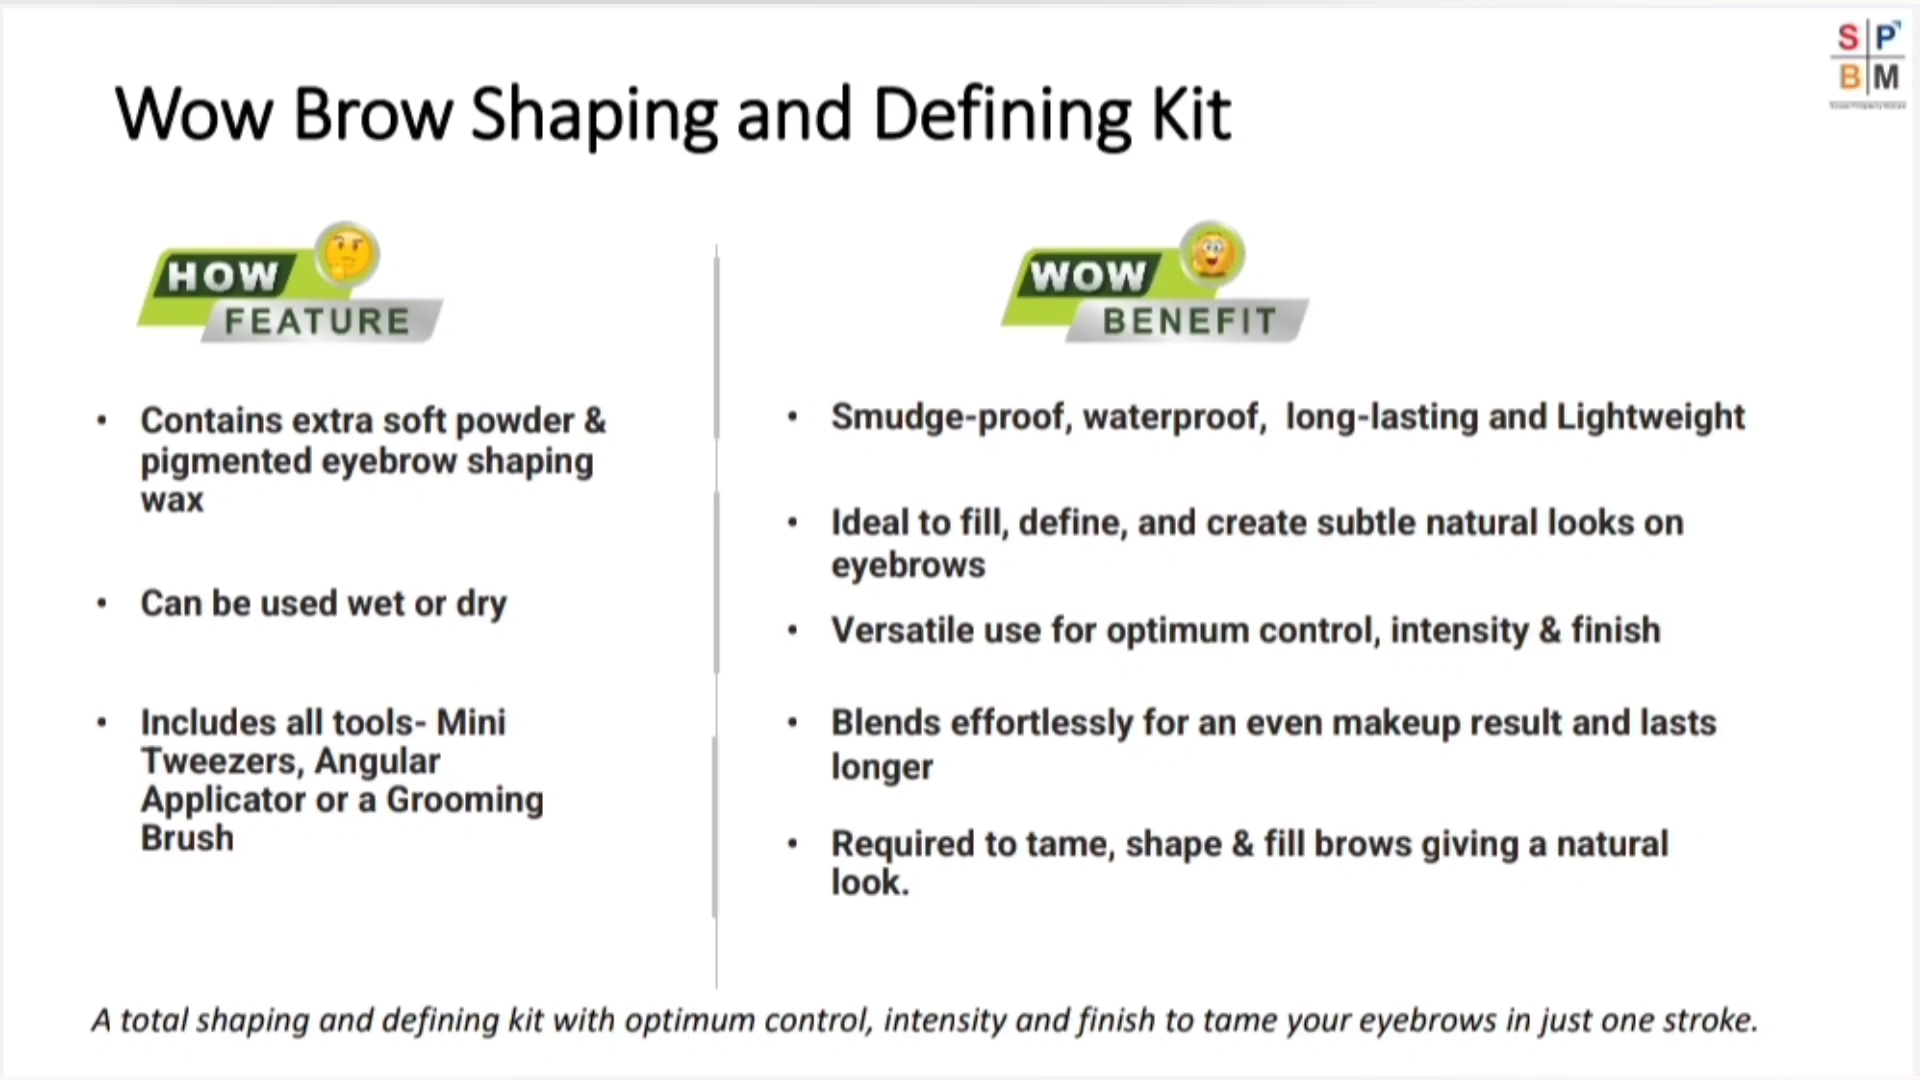 S P
B M
Wow Brow Shaping and Defining Kit
HOW
FEATURE
• Contains extra soft powder &
pigmented eyebrow shaping
wax
• Can be used wet or dry
• Includes all tools- Mini
Tweezers, Angular
Applicator or a Grooming
Brush
WOW
BENEFIT
• Smudge-proof, waterproof, long-lasting and Lightweight
• Ideal to fill, define, and create subtle natural looks on
eyebrows
• Versatile use for optimum control, intensity & finish
• Blends effortlessly for an even makeup result and lasts
longer
• Required to tame, shape & fill brows giving a natural
look.
A total shaping and defining kit with optimum control, intensity and finish to tame your eyebrows in just one stroke.